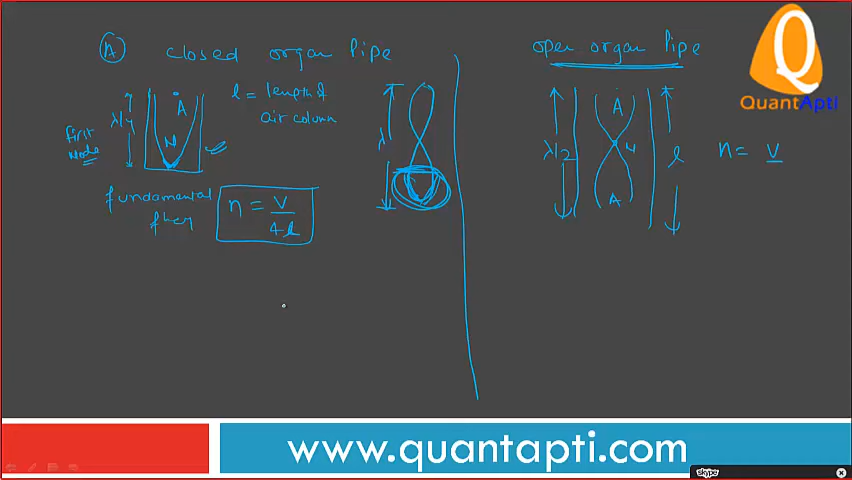 A closed organ Pipe
A
λ/4
N
first
mode
l = length of
air column
fundamental
n = V
4l
λ
open organ Pipe
λ/2
A
N
A
l
n = V
Q
QuantApti
www.quantapti.com
skype